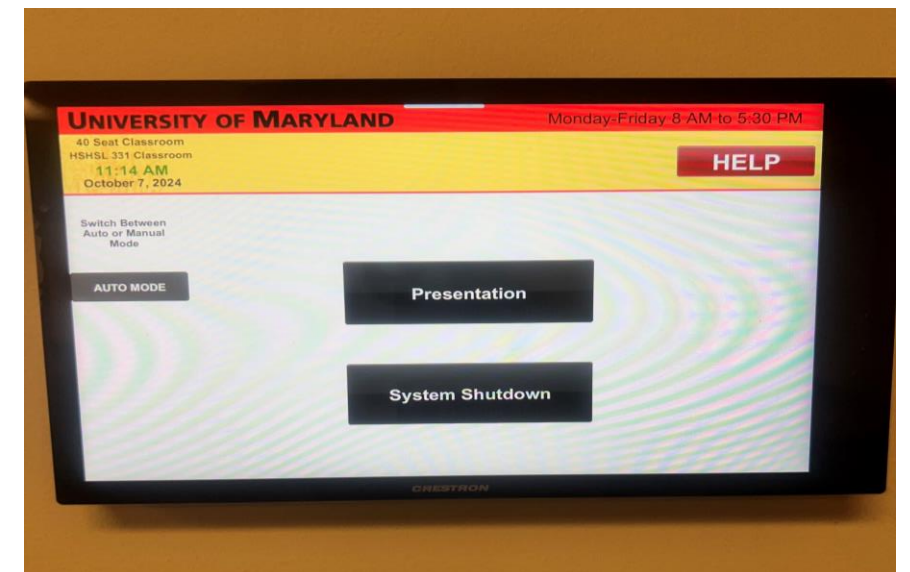 UNIVERSITY OF MARYLAND
Monday-Friday 8 AM to 5:30 PM
40 Seat Classroom
HSHSL 331 Classroom
11:14 AM
October 7, 2024
HELP
Switch Between
Auto or Manual
Mode
AUTO MODE
Presentation
System Shutdown
CRESTRON